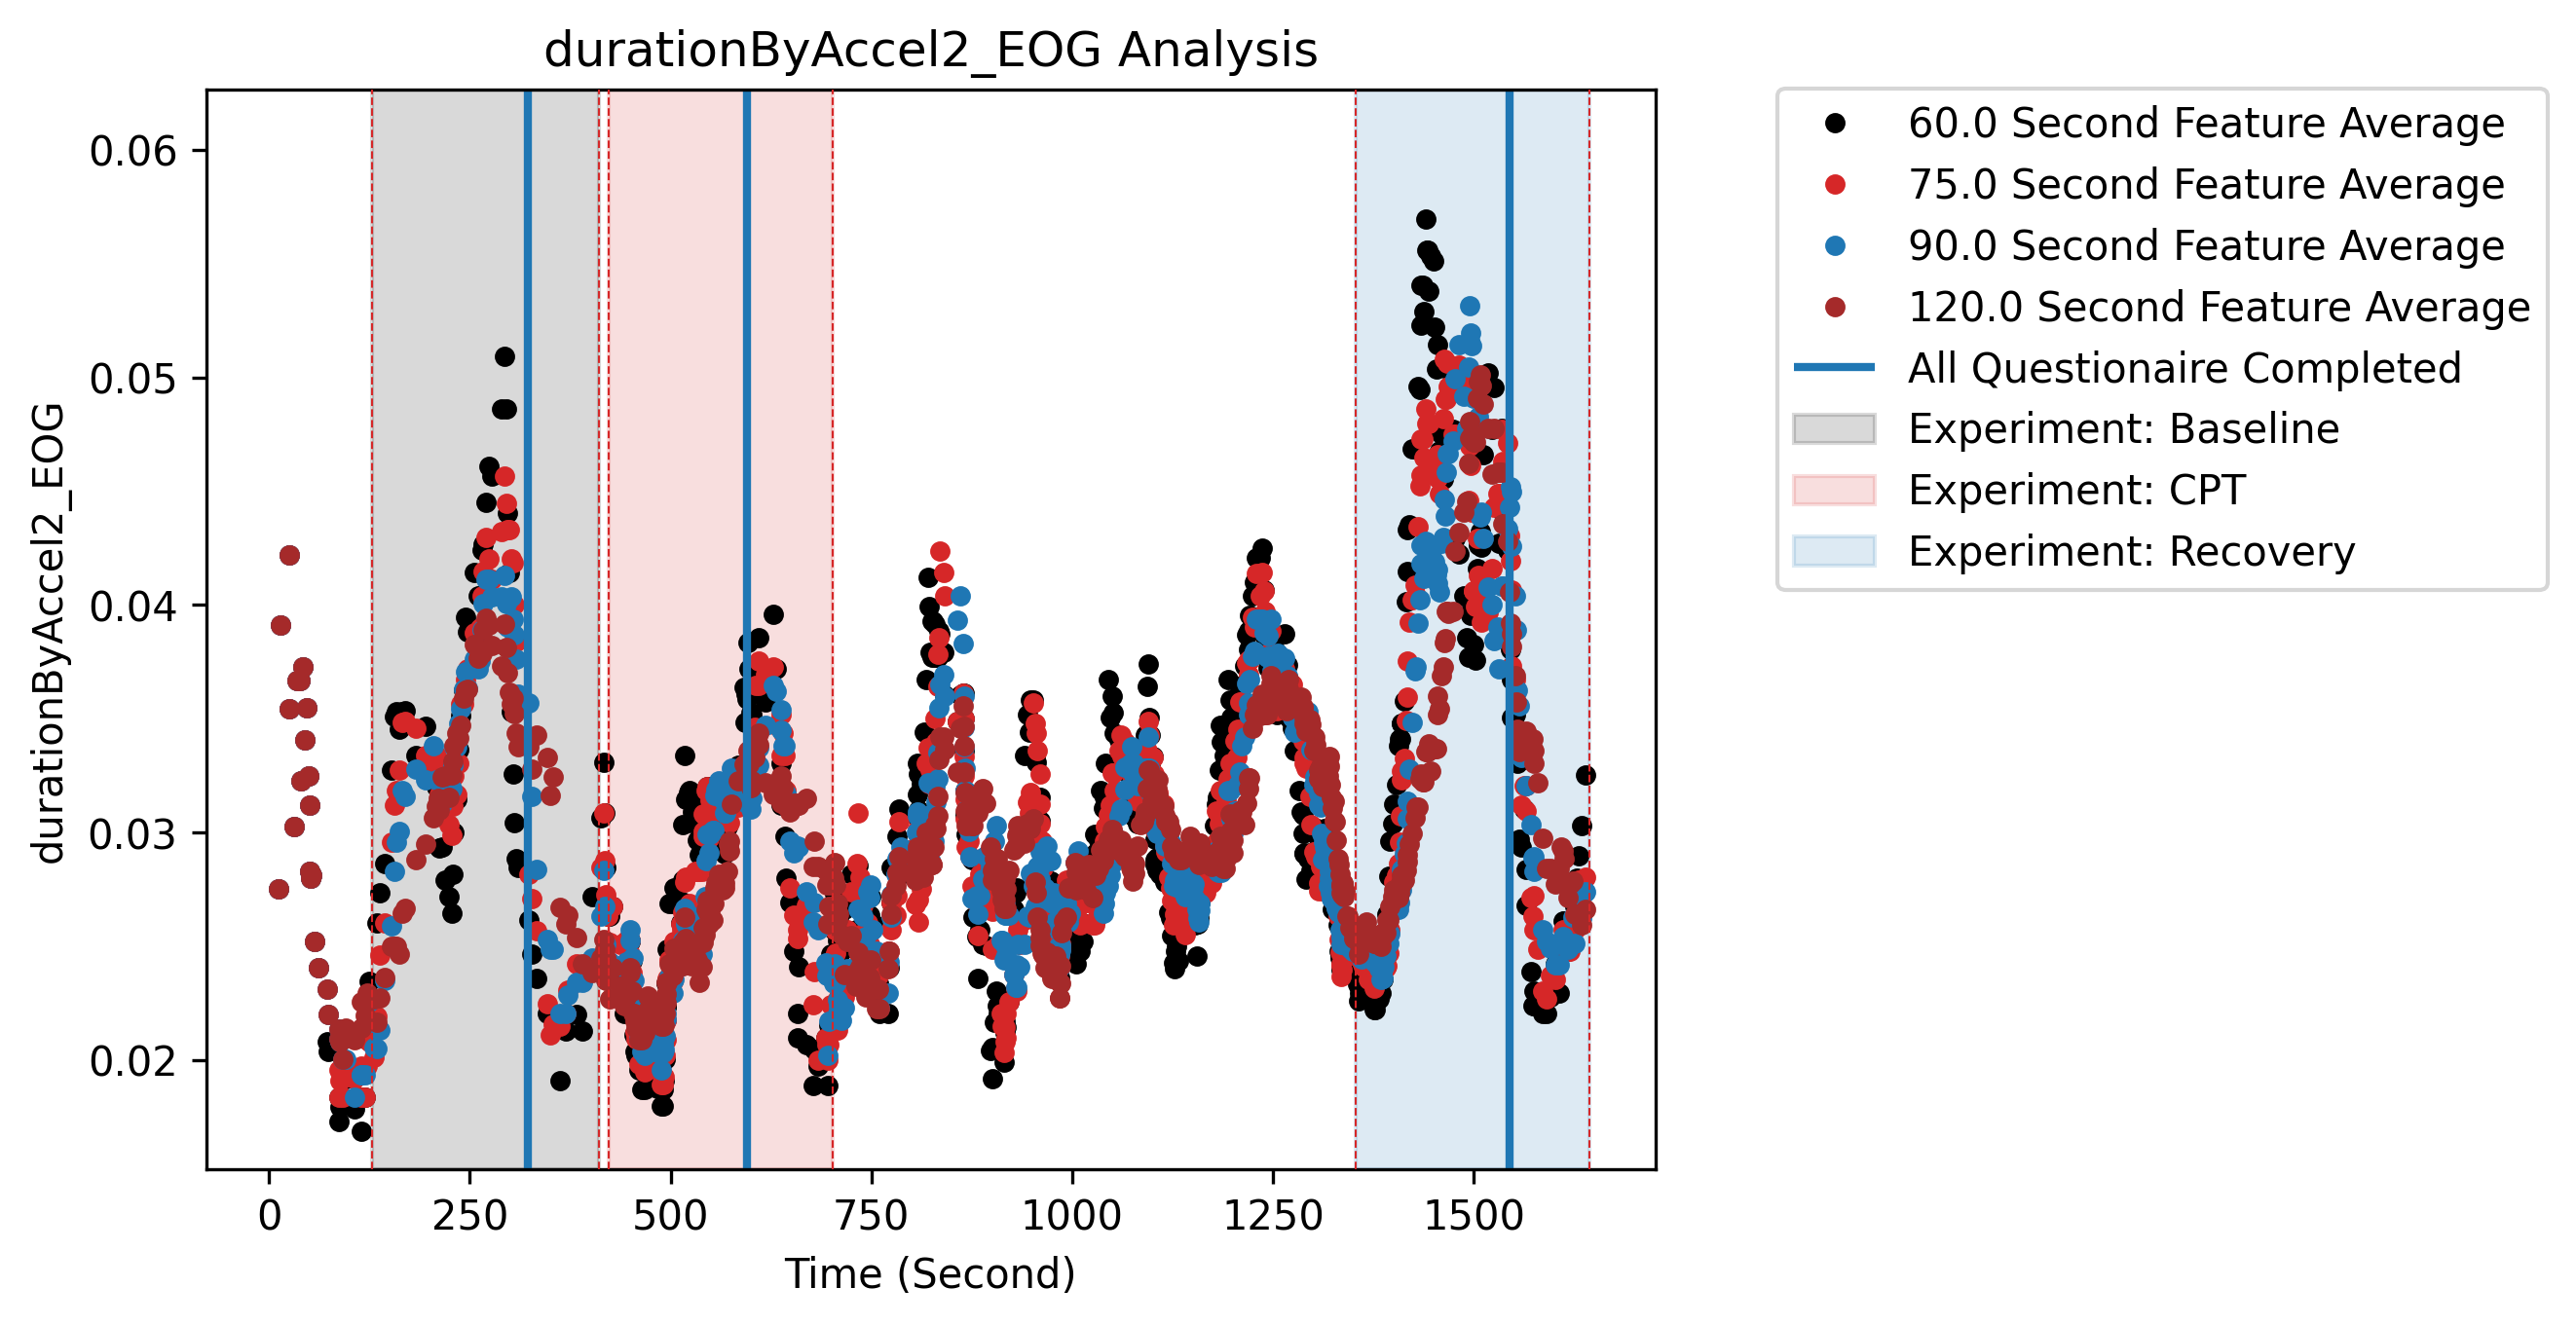 durationByAccel2_EOG Analysis
60.0 Second Feature Average
75.0 Second Feature Average
90.0 Second Feature Average
120.0 Second Feature Average
All Questionaire Completed
Experiment: Baseline
Experiment: CPT
Experiment: Recovery
durationByAccel2_EOG
0.06
0.05
0.04
0.03
0.02
0 250 500 750 1000 1250 1500
Time (Second)